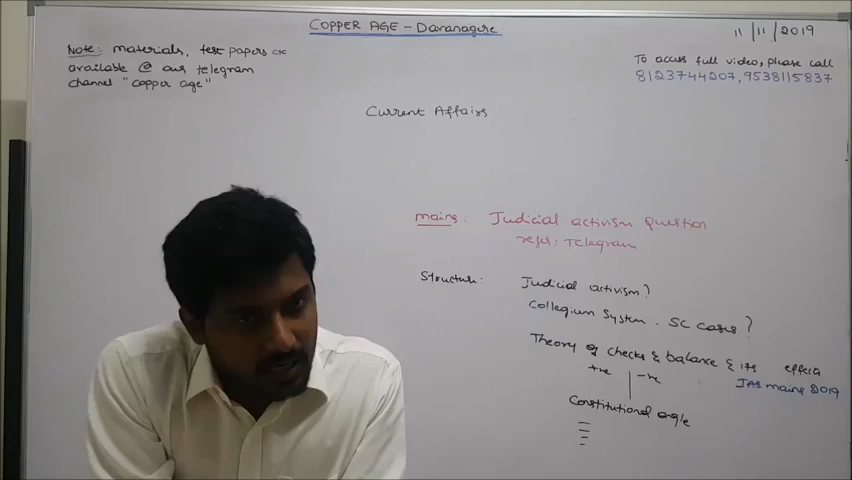 COPPER AGE - Davanagere
11/11/2019
Note: materials, test papers etc
available @ our telegram
channel "copper age"
To access full video, please call
8123744207, 9538115837
Current Affairs
mains: Judicial activism Question
refer: Telegram
Structure: Judicial activism?
Collegium System. SC cases?
Theory of checks & balance & its effects
+ve -ve
IAS mains 2019
Constitutional angle